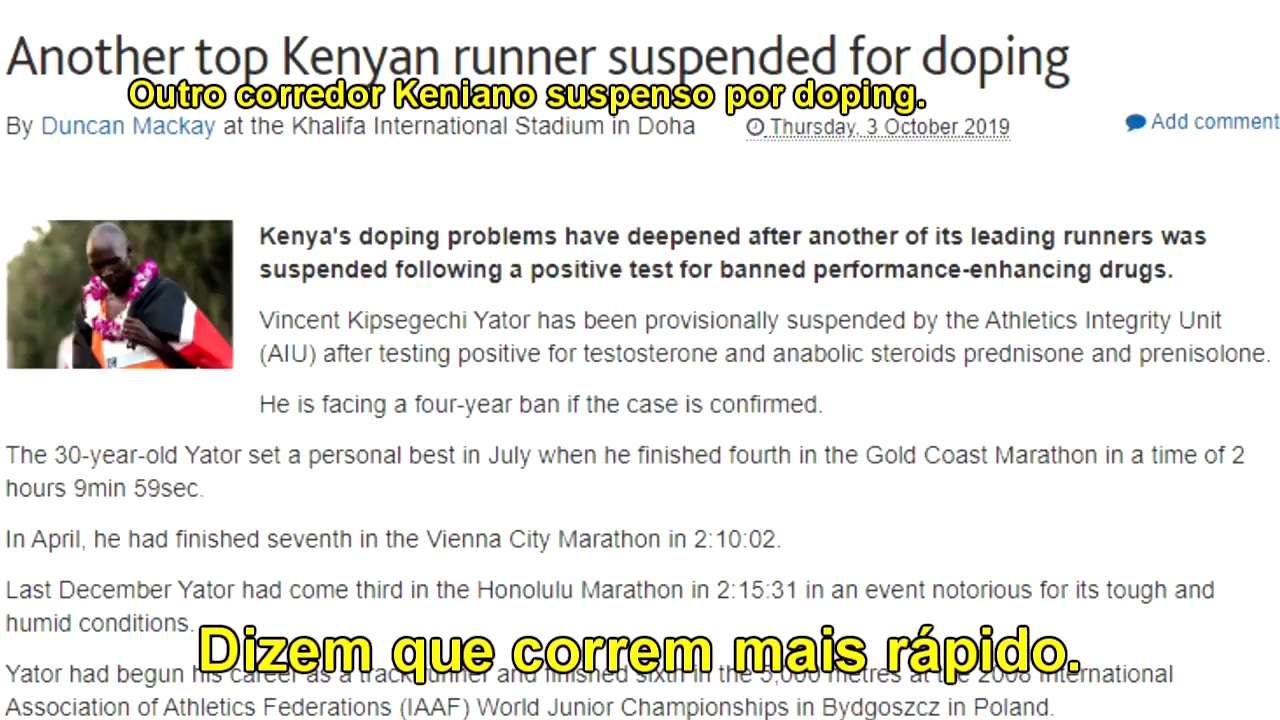 Another top Kenyan runner suspended for doping
Outro corredor Keniano suspenso por doping.
By Duncan Mackay at the Khalifa International Stadium in Doha Thursday, 3 October 2019 Add comment
Kenya's doping problems have deepened after another of its leading runners was
suspended following a positive test for banned performance-enhancing drugs.
Vincent Kipsegechi Yator has been provisionally suspended by the Athletics Integrity Unit
(AIU) after testing positive for testosterone and anabolic steroids prednisone and prenisolone.
He is facing a four-year ban if the case is confirmed.
The 30-year-old Yator set a personal best in July when he finished fourth in the Gold Coast Marathon in a time of 2
hours 9min 59sec.
In April, he had finished seventh in the Vienna City Marathon in 2:10:02.
Last December Yator had come third in the Honolulu Marathon in 2:15:31 in an event notorious for its tough and
humid conditions.
Dizem que correm mais rápido.
Yator had begun his career as a track runner and finished sixth in the 5,000 metres at the 2008 International
Association of Athletics Federations (IAAF) World Junior Championships in Bydgoszcz in Poland.